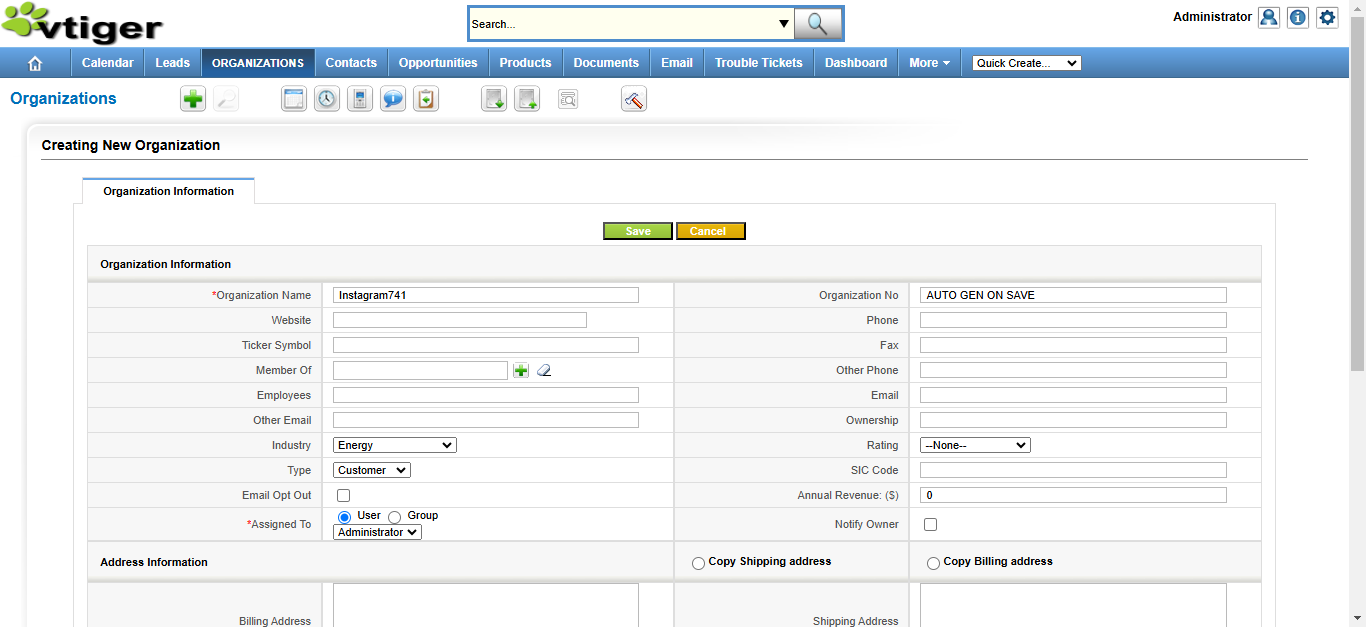 vtiger
Search...
Administrator
Calendar Leads ORGANIZATIONS Contacts Opportunities Products Documents Email Trouble Tickets Dashboard More Quick Create...
Organizations
Creating New Organization
Organization Information
Save Cancel
Organization Information
*Organization Name Instagram741 Organization No AUTO GEN ON SAVE
Website Phone
Ticker Symbol Fax
Member Of Other Phone
Employees Email
Other Email Ownership
Industry Energy Rating --None--
Type Customer SIC Code
Email Opt Out Annual Revenue: ($) 0
*Assigned To User Group Notify Owner
Administrator
Address Information Copy Shipping address Copy Billing address
Billing Address Shipping Address